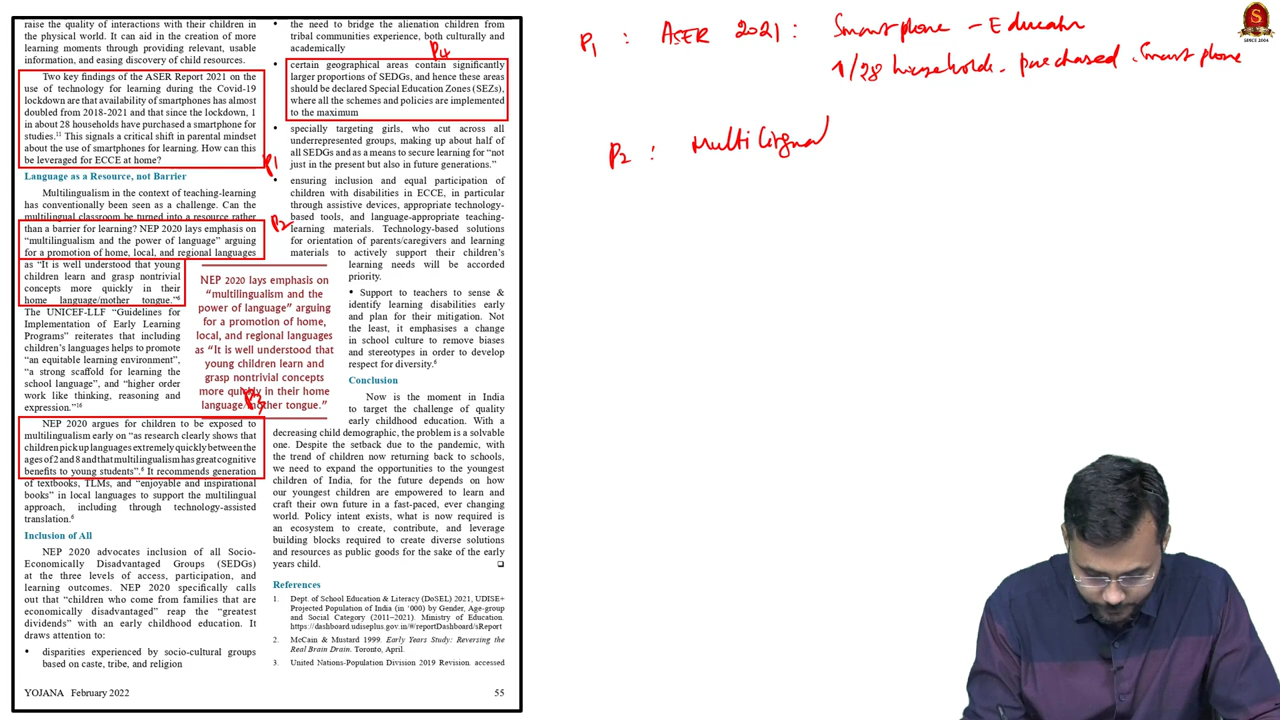 raise the quality of interactions with their children in
the physical world. It can aid in the creation of more
learning moments through providing relevant, usable
information, and easing discovery of child resources.
Two key findings of the ASER Report 2021 on the
use of technology for learning during the Covid-19
lockdown are that availability of smartphones has almost
doubled from 2018-2021 and that since the lockdown, 1
in about 28 households have purchased a smartphone for
studies.11 This signals a critical shift in parental mindset
about the use of smartphones for learning. How can this
be leveraged for ECCE at home?
P1
Language as a Resource, not Barrier
Multilingualism in the context of teaching-learning
has conventionally been seen as a challenge. Can the
multilingual classroom be turned into a resource rather
than a barrier for learning? NEP 2020 lays emphasis on
“multilingualism and the power of language” arguing
for a promotion of home, local, and regional languages
P2
as “It is well understood that young
children learn and grasp nontrivial
concepts more quickly in their
home language/mother tongue.”6
The UNICEF-LLF “Guidelines for
Implementation of Early Learning
Programs” reiterates that including
children’s languages helps to promote
“an equitable learning environment”,
“a strong scaffold for learning the
school language”, and “higher order
work like thinking, reasoning and
expression.”16
NEP 2020 argues for children to be exposed to
multilingualism early on “as research clearly shows that
children pick up languages extremely quickly between the
ages of 2 and 8 and that multilingualism has great cognitive
benefits to young students”.6 It recommends generation
of textbooks, TLMs, and “enjoyable and inspirational
books” in local languages to support the multilingual
approach, including through technology-assisted
translation.6
P3
Inclusion of All
NEP 2020 advocates inclusion of all Socio-
Economically Disadvantaged Groups (SEDGs)
at the three levels of access, participation, and
learning outcomes. NEP 2020 specifically calls
out that “children who come from families that are
economically disadvantaged” reap the “greatest
dividends” with an early childhood education. It
draws attention to:
• disparities experienced by socio-cultural groups
based on caste, tribe, and religion
NEP 2020 lays emphasis on
“multilingualism and the
power of language” arguing
for a promotion of home,
local, and regional languages
as “It is well understood that
young children learn and
grasp nontrivial concepts
more quickly in their home
language/mother tongue.”
• the need to bridge the alienation children from
tribal communities experience, both culturally and
academically
P4
• certain geographical areas contain significantly
larger proportions of SEDGs, and hence these areas
should be declared Special Education Zones (SEZs),
where all the schemes and policies are implemented
to the maximum
• specially targeting girls, who cut across all
underrepresented groups, making up about half of
all SEDGs and as a means to secure learning for “not
just in the present but also in future generations.”
• ensuring inclusion and equal participation of
children with disabilities in ECCE, in particular
through assistive devices, appropriate technology-
based tools, and language-appropriate teaching-
learning materials. Technology-based solutions
for orientation of parents/caregivers and learning
materials to actively support their children’s
learning needs will be accorded
priority.
• Support to teachers to sense &
identify learning disabilities early
and plan for their mitigation. Not
the least, it emphasises a change
in school culture to remove biases
and stereotypes in order to develop
respect for diversity.6
Conclusion
Now is the moment in India
to target the challenge of quality
early childhood education. With a
decreasing child demographic, the problem is a solvable
one. Despite the setback due to the pandemic, with
the trend of children now returning back to schools,
we need to expand the opportunities to the youngest
children of India, for the future depends on how
our youngest children are empowered to learn and
craft their own future in a fast-paced, ever changing
world. Policy intent exists, what is now required is
an ecosystem to create, contribute, and leverage
building blocks required to create diverse solutions
and resources as public goods for the sake of the early
years child.
References
1. Dept. of School Education & Literacy (DoSEL) 2021, UDISE+
Projected Population of India (in ‘000) by Gender, Age-group
and Social Category (2011–2021). Ministry of Education.
https://dashboard.udiseplus.gov.in/#/reportDashboard/sReport
2. McCain & Mustard 1999. Early Years Study: Reversing the
Real Brain Drain. Toronto, April.
3. United Nations-Population Division 2019 Revision. accessed
YOJANA February 2022
55
P1 : ASER 2021 : Smartphone – Education
1/28 households. purchased. Smartphone
P2 : Multilignal
S
SINCE 2004